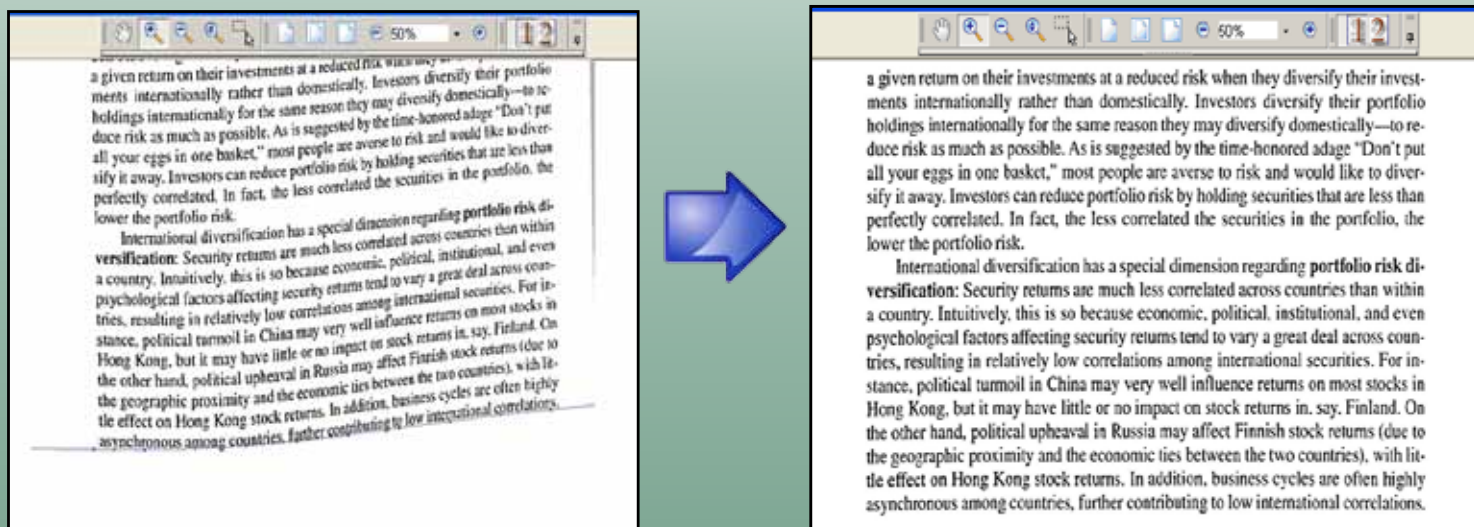 50%
a given return on their investments at a reduced risk when they
ments internationally rather than domestically. Investors diversify their portfolio
holdings internationally for the same reason they may diversify domestically—to re-
duce risk as much as possible. As is suggested by the time-honored adage "Don't put
all your eggs in one basket," most people are averse to risk and would like to diver-
sify it away. Investors can reduce portfolio risk by holding securities that are less than
perfectly correlated. In fact, the less correlated the securities in the portfolio, the
lower the portfolio risk.
International diversification has a special dimension regarding portfolio risk di-
versification: Security returns are much less correlated across countries than within
a country. Intuitively, this is so because economic, political, institutional, and even
psychological factors affecting security returns tend to vary a great deal across coun-
tries, resulting in relatively low correlations among international securities. For in-
stance, political turmoil in China may very well influence returns on most stocks in
Hong Kong, but it may have little or no impact on stock returns in, say, Finland. On
the other hand, political upheaval in Russia may affect Finnish stock returns (due to
the geographic proximity and the economic ties between the two countries), with lit-
tle effect on Hong Kong stock returns. In addition, business cycles are often highly
asynchronous among countries, further contributing to low international correlations.
50%
a given return on their investments at a reduced risk when they diversify their invest-
ments internationally rather than domestically. Investors diversify their portfolio
holdings internationally for the same reason they may diversify domestically—to re-
duce risk as much as possible. As is suggested by the time-honored adage "Don't put
all your eggs in one basket," most people are averse to risk and would like to diver-
sify it away. Investors can reduce portfolio risk by holding securities that are less than
perfectly correlated. In fact, the less correlated the securities in the portfolio, the
lower the portfolio risk.
International diversification has a special dimension regarding portfolio risk di-
versification: Security returns are much less correlated across countries than within
a country. Intuitively, this is so because economic, political, institutional, and even
psychological factors affecting security returns tend to vary a great deal across coun-
tries, resulting in relatively low correlations among international securities. For in-
stance, political turmoil in China may very well influence returns on most stocks in
Hong Kong, but it may have little or no impact on stock returns in, say, Finland. On
the other hand, political upheaval in Russia may affect Finnish stock returns (due to
the geographic proximity and the economic ties between the two countries), with lit-
tle effect on Hong Kong stock returns. In addition, business cycles are often highly
asynchronous among countries, further contributing to low international correlations.